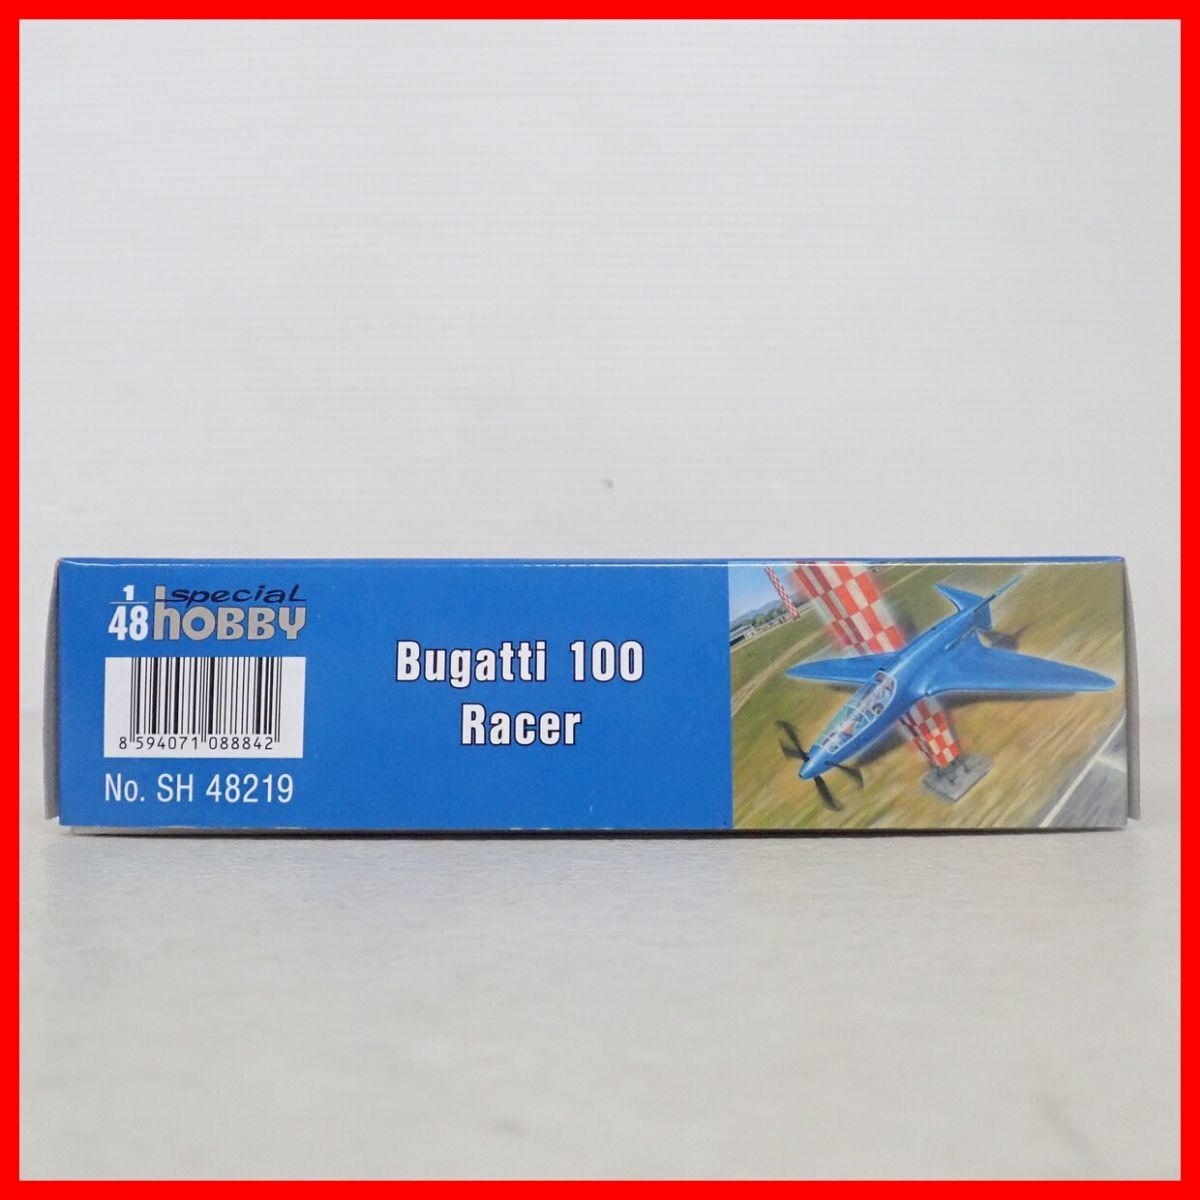 1
48
special
hobby
Bugatti 100
Racer
8 594071 088842
No. SH 48219